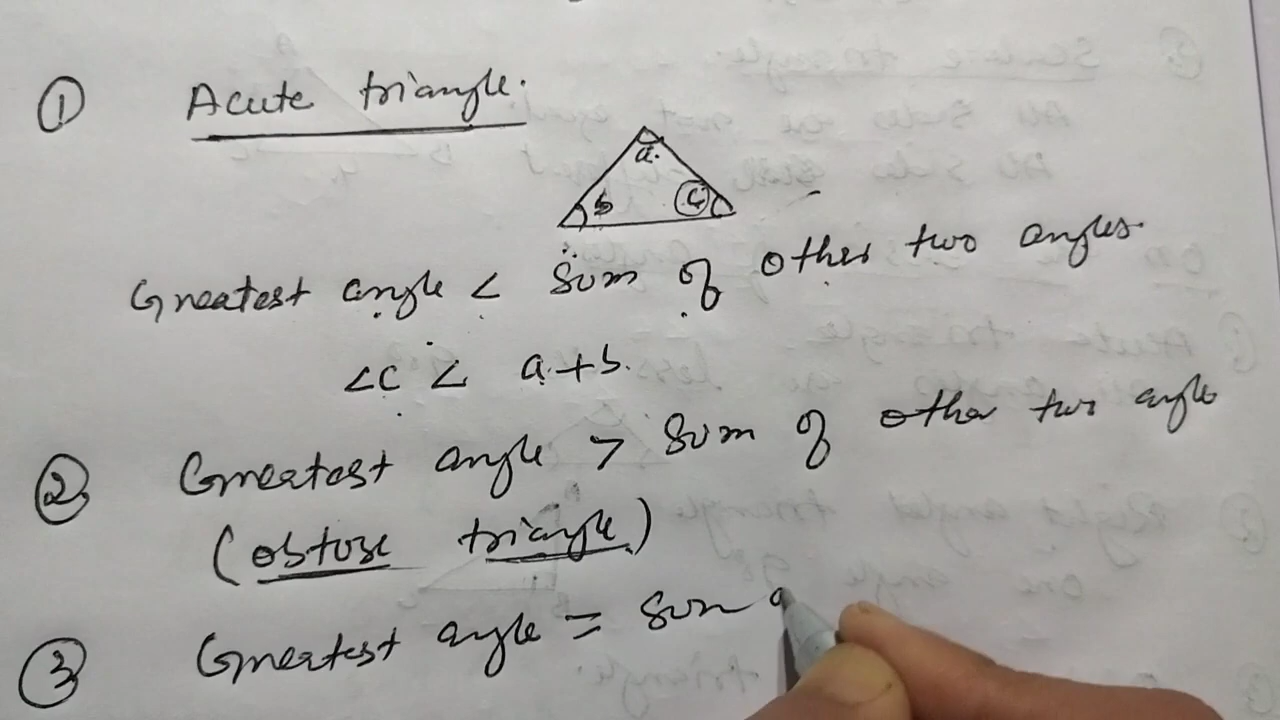 ① Acute triangle.
a.
b c
Greatest angle < Sum of other two angles.
∠c < a+b.
② Greatest angle > Sum of other two angle
(obtuse triangle)
③ Greatest angle = Sum